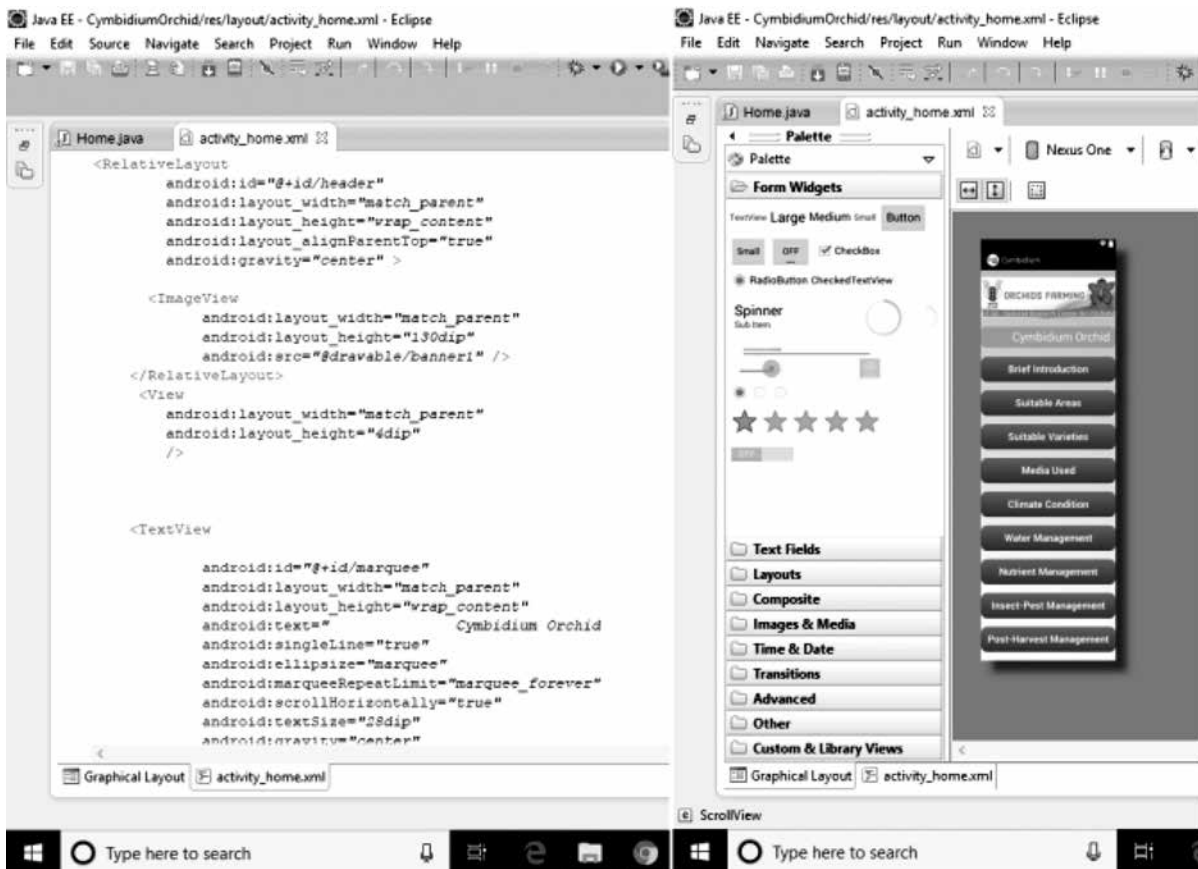 Java EE - CymbidiumOrchid/res/layout/activity_home.xml - Eclipse
File Edit Source Navigate Search Project Run Window Help
Home.java activity_home.xml
<RelativeLayout
android:id="@+id/header"
android:layout_width="match_parent"
android:layout_height="wrap_content"
android:layout_alignParentTop="true"
android:gravity="center" >
<ImageView
android:layout_width="match_parent"
android:layout_height="130dip"
android:src="@drawable/banner1" />
</RelativeLayout>
<View
android:layout_width="match_parent"
android:layout_height="4dip"
/>
<TextView
android:id="@+id/marquee"
android:layout_width="match_parent"
android:layout_height="wrap_content"
android:text=" Cymbidium Orchid
android:singleLine="true"
android:ellipsize="marquee"
android:marqueeRepeatLimit="marquee_forever"
android:scrollHorizontally="true"
android:textSize="28dip"
android:gravity="center"
Graphical Layout activity_home.xml
Type here to search
Java EE - CymbidiumOrchid/res/layout/activity_home.xml - Eclipse
File Edit Navigate Search Project Run Window Help
Home.java activity_home.xml
Palette
Palette
Nexus One
Form Widgets
TextView Large Medium Small Button
Small OFF CheckBox
RadioButton CheckedTextView
Spinner
Sub Item
OFF
Text Fields
Layouts
Composite
Images & Media
Time & Date
Transitions
Advanced
Other
Custom & Library Views
Cymbidium
ORCHIDS FARMING
Cymbidium Orchid
Brief Introduction
Suitable Areas
Suitable Varieties
Media Used
Climate Condition
Water Management
Nutrient Management
Insect-Pest Management
Post-Harvest Management
Graphical Layout activity_home.xml
ScrollView
Type here to search